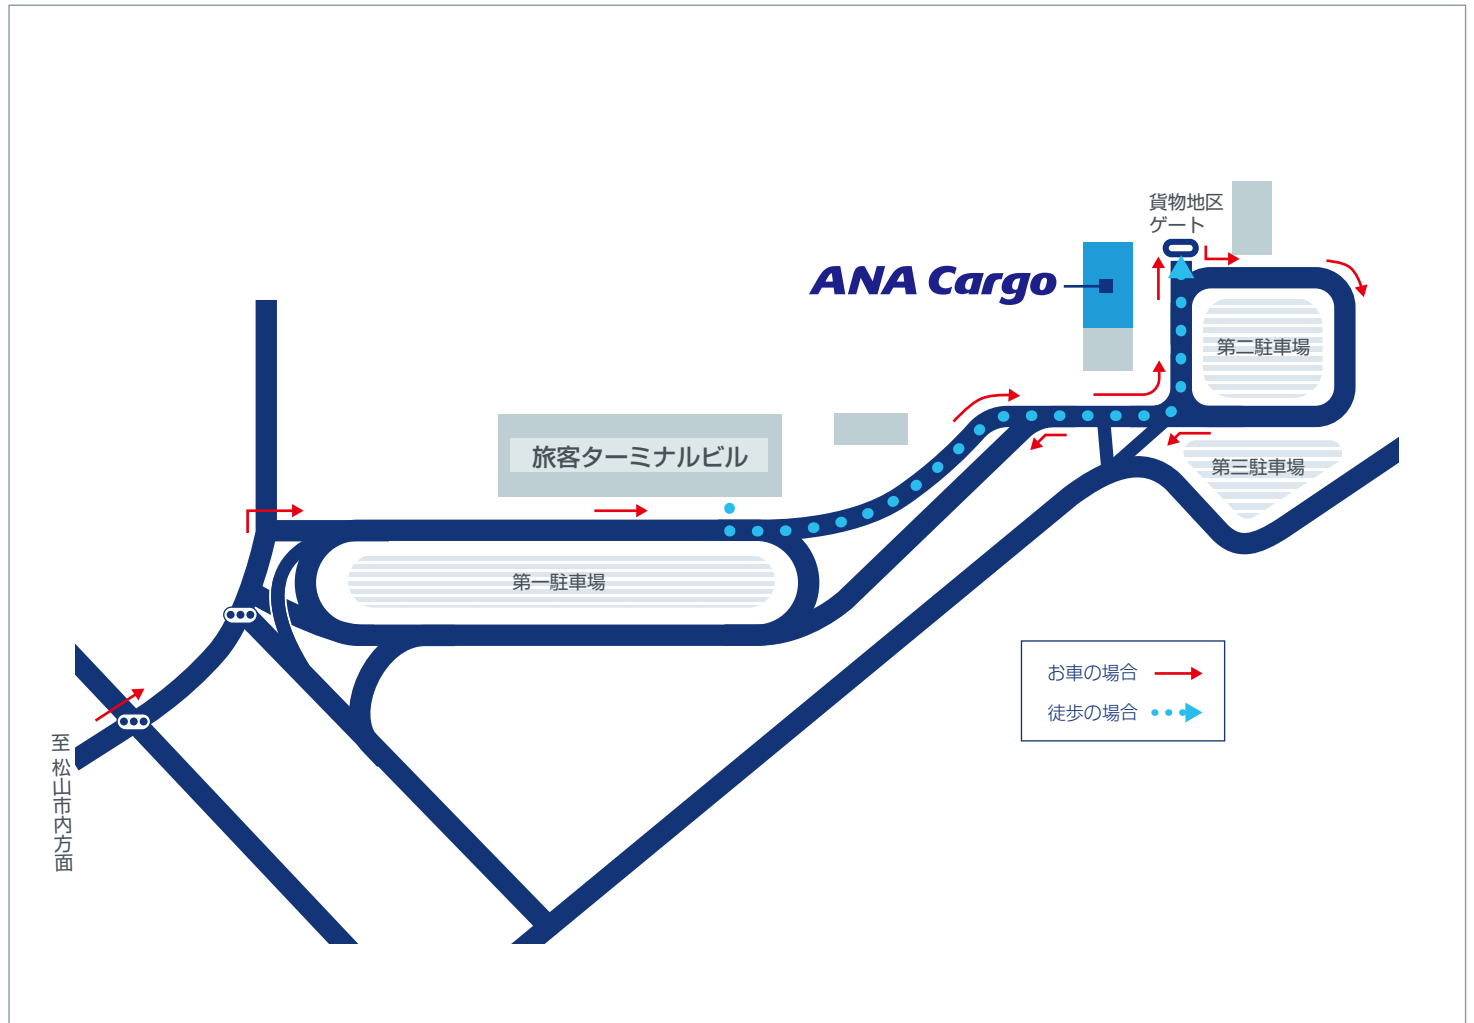 貨物地区
ゲート
ANA Cargo
第二駐車場
旅客ターミナルビル
第三駐車場
第一駐車場
お車の場合
徒歩の場合
至 松山市内方面